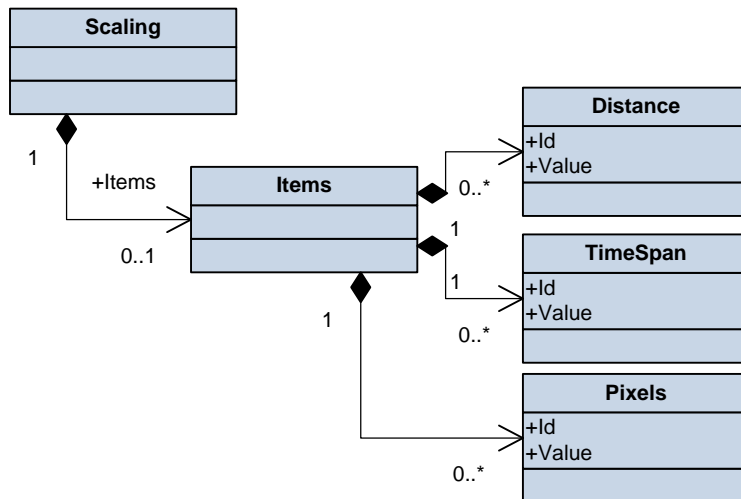 Scaling
1
+Items
0..1
Items
1
1
1
0..*
Distance
+Id
+Value
0..*
TimeSpan
+Id
+Value
0..*
Pixels
+Id
+Value